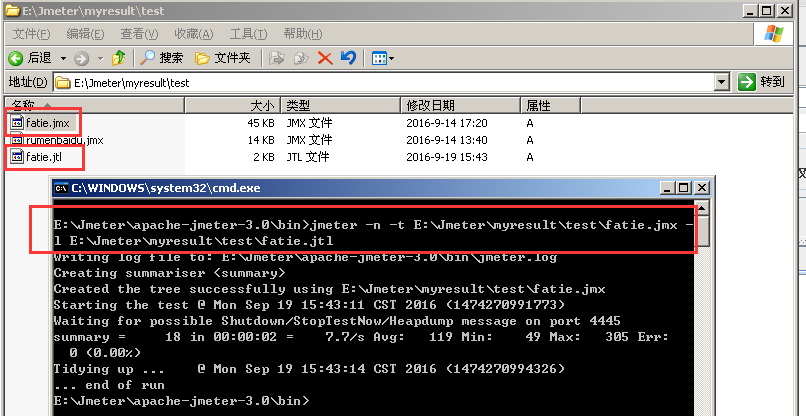 E:\Jmeter\myresult\test
文件(F) 编辑(E) 查看(V) 收藏(A) 工具(T) 帮助(H)
后退 搜索 文件夹
地址(D) E:\Jmeter\myresult\test 转到
名称 大小 类型 修改日期 属性
fatie.jmx 45 KB JMX 文件 2016-9-14 17:20 A
rumenbaidu.jmx 14 KB JMX 文件 2016-9-14 13:40 A
fatie.jtl 2 KB JTL 文件 2016-9-19 15:43 A
C:\WINDOWS\system32\cmd.exe
E:\Jmeter\apache-jmeter-3.0\bin>jmeter -n -t E:\Jmeter\myresult\test\fatie.jmx -
l E:\Jmeter\myresult\test\fatie.jtl
Writing log file to: E:\Jmeter\apache-jmeter-3.0\bin\jmeter.log
Creating summariser <summary>
Created the tree successfully using E:\Jmeter\myresult\test\fatie.jmx
Starting the test @ Mon Sep 19 15:43:11 CST 2016 (1474270991773)
Waiting for possible Shutdown/StopTestNow/Heapdump message on port 4445
summary =     18 in 00:00:02 =    7.7/s Avg:   119 Min:    49 Max:   305 Err:
  0 (0.00%)
Tidying up ...    @ Mon Sep 19 15:43:14 CST 2016 (1474270994326)
... end of run
E:\Jmeter\apache-jmeter-3.0\bin>